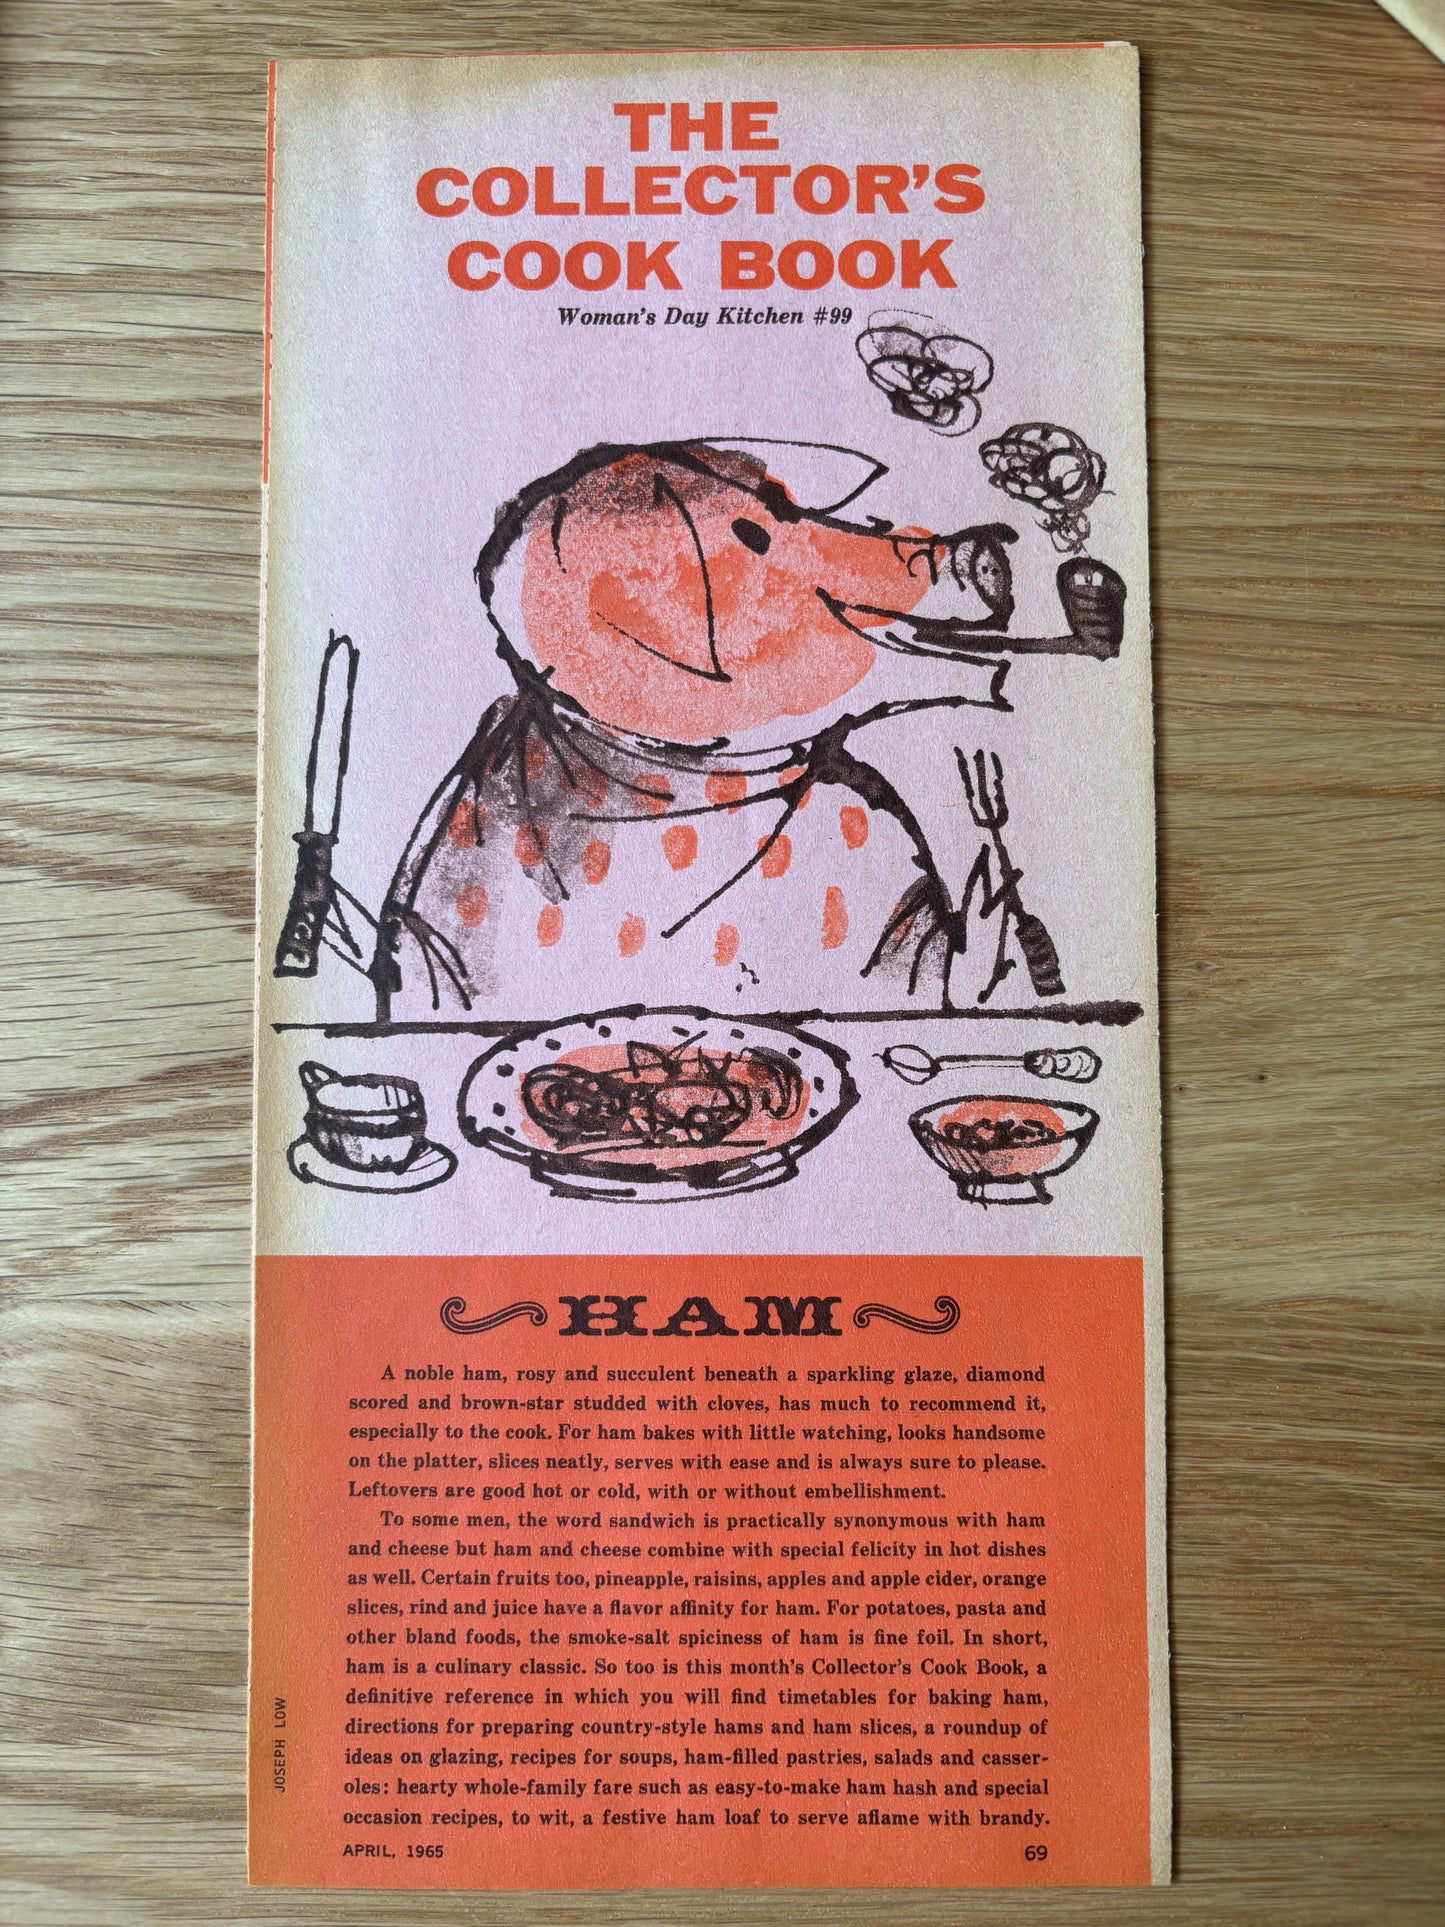 THE
COLLECTOR'S
COOK BOOK
Woman's Day Kitchen #99
HAM
A noble ham, rosy and succulent beneath a sparkling glaze, diamond
scored and brown-star studded with cloves, has much to recommend it,
especially to the cook. For ham bakes with little watching, looks handsome
on the platter, slices neatly, serves with ease and is always sure to please.
Leftovers are good hot or cold, with or without embellishment.
To some men, the word sandwich is practically synonymous with ham
and cheese but ham and cheese combine with special felicity in hot dishes
as well. Certain fruits too, pineapple, raisins, apples and apple cider, orange
slices, rind and juice have a flavor affinity for ham. For potatoes, pasta and
other bland foods, the smoke-salt spiciness of ham is fine foil. In short,
ham is a culinary classic. So too is this month's Collector's Cook Book, a
definitive reference in which you will find timetables for baking ham,
directions for preparing country-style hams and ham slices, a roundup of
ideas on glazing, recipes for soups, ham-filled pastries, salads and casser-
oles: hearty whole-family fare such as easy-to-make ham hash and special
occasion recipes, to wit, a festive ham loaf to serve aflame with brandy.
JOSEPH LOW
APRIL, 1965
69